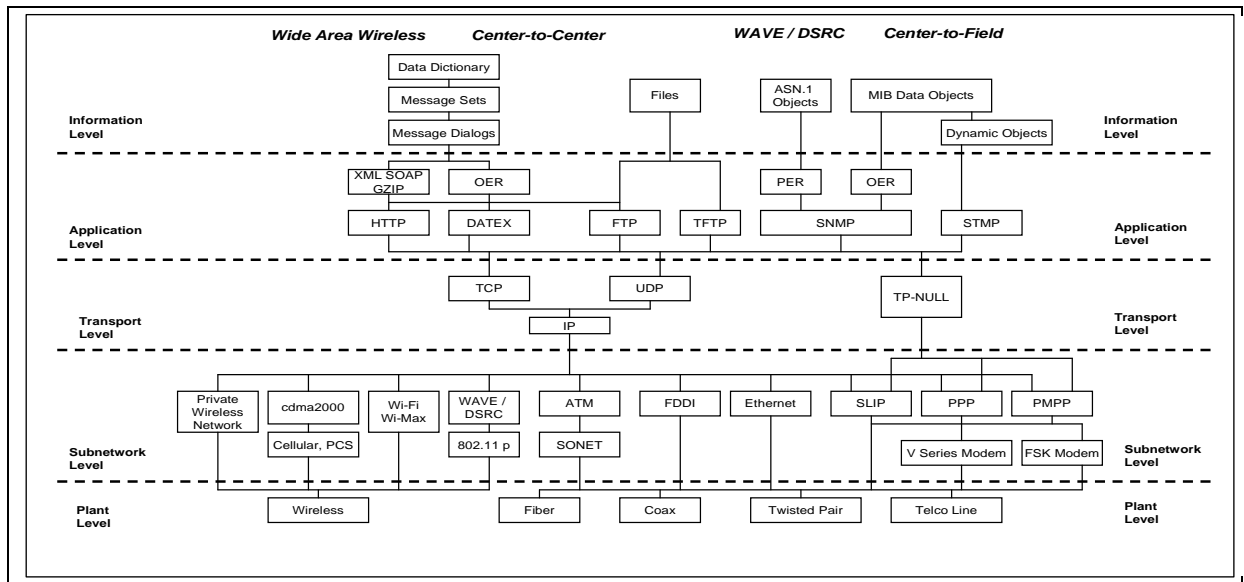 Wide Area Wireless Center-to-Center WAVE / DSRC Center-to-Field
Data Dictionary
Message Sets
Files
ASN.1
Objects
MIB Data Objects
Information
Level
Message Dialogs
Dynamic Objects
Information
Level
XML SOAP
GZIP
OER
PER
OER
HTTP
DATEX
FTP
TFTP
SNMP
STMP
Application
Level
Application
Level
TCP
UDP
TP-NULL
IP
Transport
Level
Transport
Level
Private
Wireless
Network
cdma2000
Wi-Fi
Wi-Max
WAVE /
DSRC
ATM
FDDI
Ethernet
SLIP
PPP
PMPP
Cellular, PCS
802.11 p
SONET
V Series Modem
FSK Modem
Subnetwork
Level
Subnetwork
Level
Plant
Level
Wireless
Fiber
Coax
Twisted Pair
Telco Line
Plant
Level